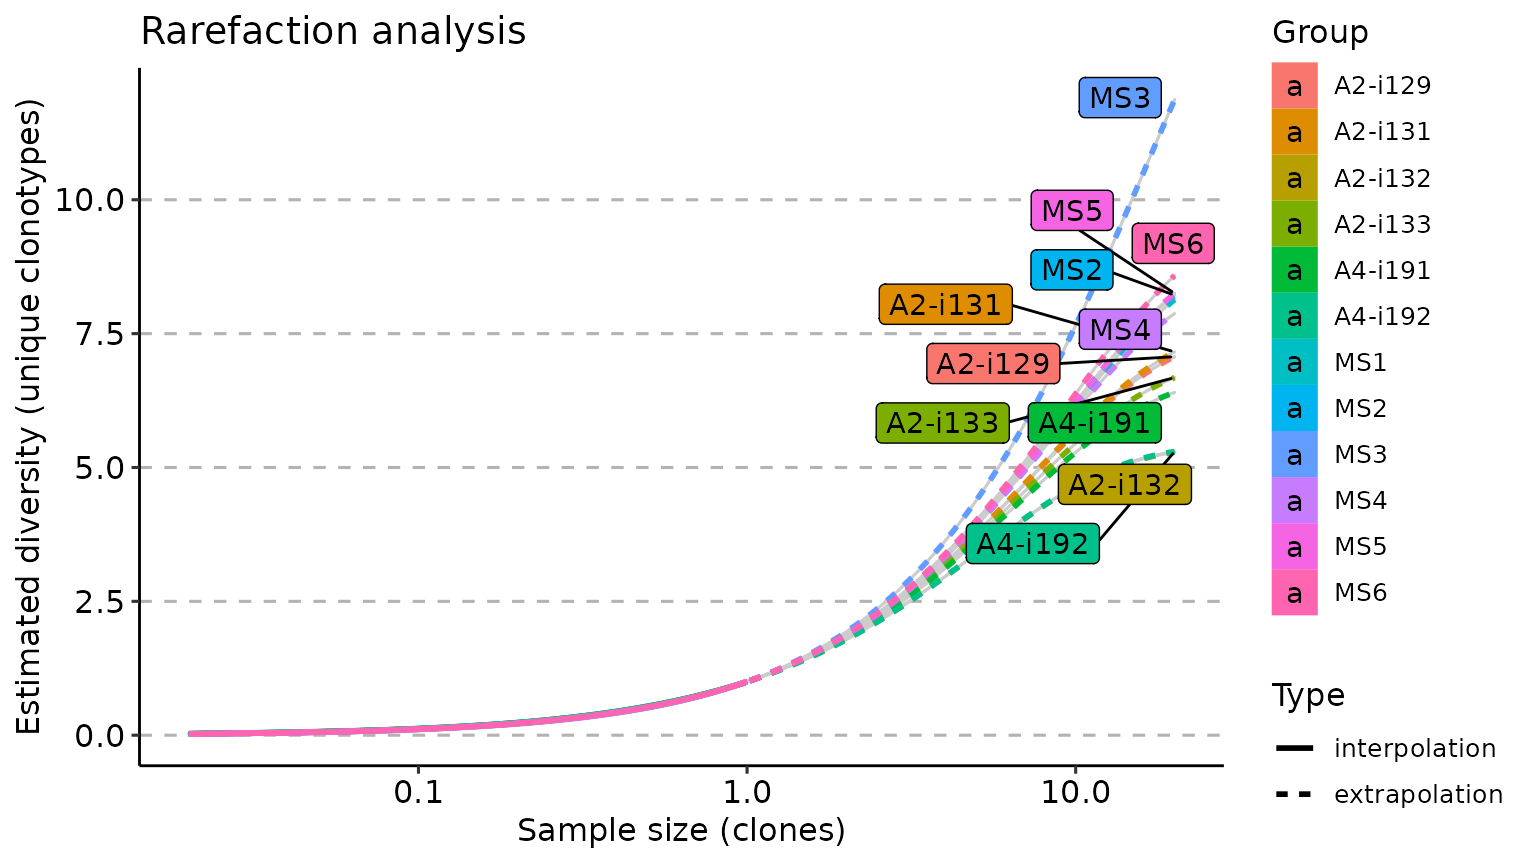 Rarefaction analysis
Estimated diversity (unique clonotypes)
10.0
7.5
5.0
2.5
0.0
0.1
1.0
10.0
Sample size (clones)
MS3
MS5
MS6
MS2
A2-i131
MS4
A2-i129
A2-i133
A4-i191
A2-i132
A4-i192
Group
a A2-i129
a A2-i131
a A2-i132
a A2-i133
a A4-i191
a A4-i192
a MS1
a MS2
a MS3
a MS4
a MS5
a MS6
Type
interpolation
extrapolation